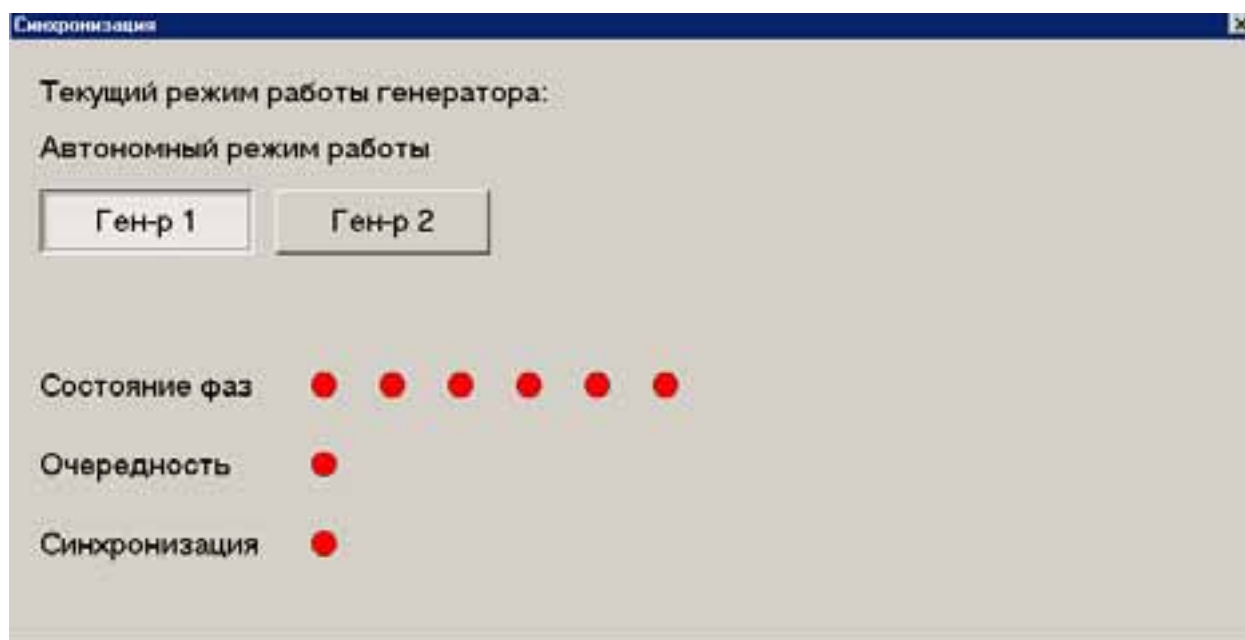 Синхронизация
Текущий режим работы генератора:
Автономный режим работы
Ген-р 1 Ген-р 2
Состояние фаз
Очередность
Синхронизация